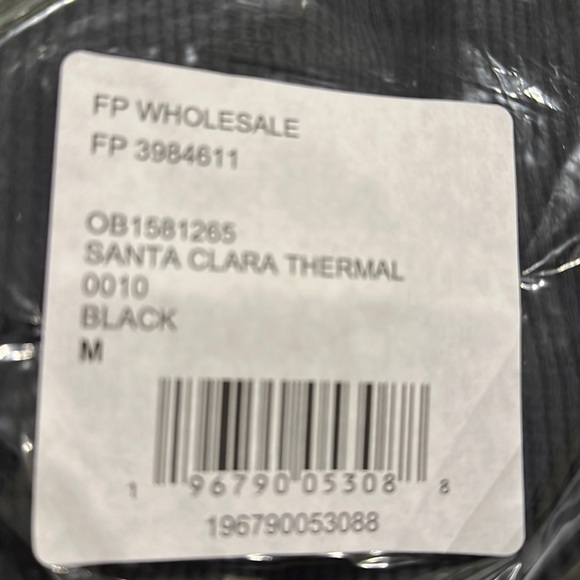 FP WHOLESALE
FP 3984611
OB1581265
SANTA CLARA THERMAL
0010
BLACK
M
1 96790 05308 8
196790053088